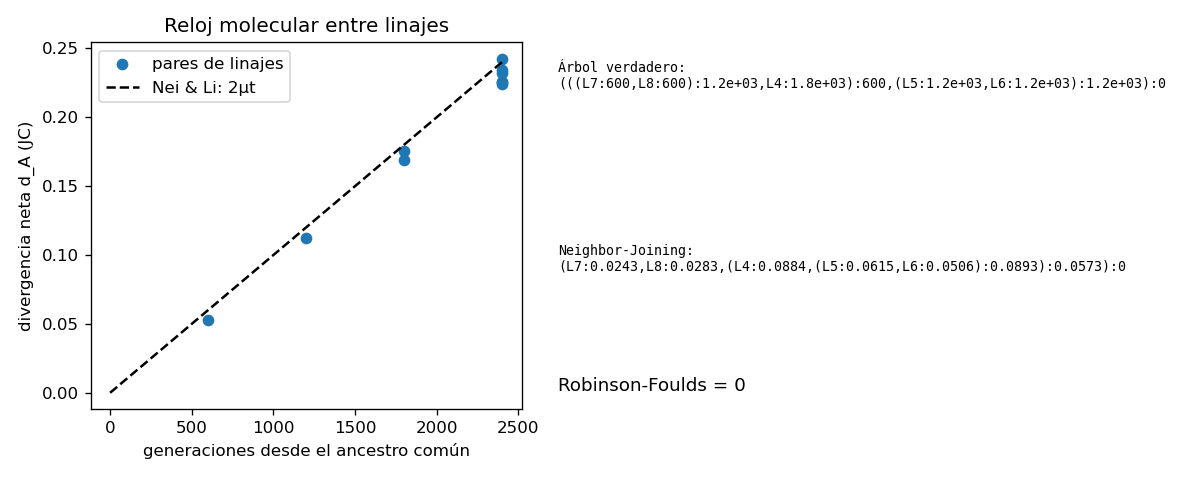 Reloj molecular entre linajes
0.25
0.20
0.15
0.10
0.05
0.00
divergencia neta d_A (JC)
pares de linajes
Nei & Li: 2μt
0
500
1000
1500
2000
2500
generaciones desde el ancestro común
Árbol verdadero:
(((L7:600,L8:600):1.2e+03,L4:1.8e+03):600,(L5:1.2e+03,L6:1.2e+03):1.2e+03):0
Neighbor-Joining:
(L7:0.0243,L8:0.0283,(L4:0.0884,(L5:0.0615,L6:0.0506):0.0893):0.0573):0
Robinson-Foulds = 0